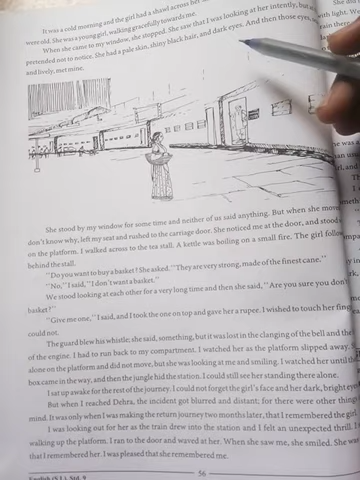 It was a cold morning and the girl had a shawl across her
were old. She was a young girl, walking gracefully towards me.
When she came to my window, she stopped. She saw that I was looking at her intently, but
pretended not to notice. She had a pale skin, shiny black hair, and dark eyes. And then those eyes,
and lively, met mine.
She stood by my window for some time and neither of us said anything. But when she mov
don't know why, left my seat and rushed to the carriage door. She noticed me at the door, and stood
on the platform. I walked across to the tea stall. A kettle was boiling on a small fire. The girl follo
behind the stall.
"Do you want to buy a basket? She asked. "They are very strong, made of the finest cane."
"No," I said, "I don't want a basket."
We stood looking at each other for a very long time and then she said, "Are you sure you don't
basket?"
"Give me one," I said, and I took the one on top and gave her a rupee. I wished to touch her fing
could not.
The guard blew his whistle; she said, something, but it was lost in the clanging of the bell and the
of the engine. I had to run back to my compartment. I watched as the platform slipped away.
alone on the platform and did not move, but she was looking at me and smiling. I watched her until the
box came in the way, and then the jungle hid the station. I could still see her standing there alone.
I sat up awake for the rest of the journey. I could not forget the girl's face and her dark, bright eye
But when I reached Dehra, the incident got blurred and distant; for there were other things
mind. It was only when I was making the return journey two months later, that I remembered the girl.
I was looking out for her as the train drew into the station and I felt an unexpected thrill. I
walking up the platform. I ran to the door and waved at her. When she saw me, she smiled. She was
that I remembered her. I was pleased that she remembered me.
56
English (S.L.), Std. 9